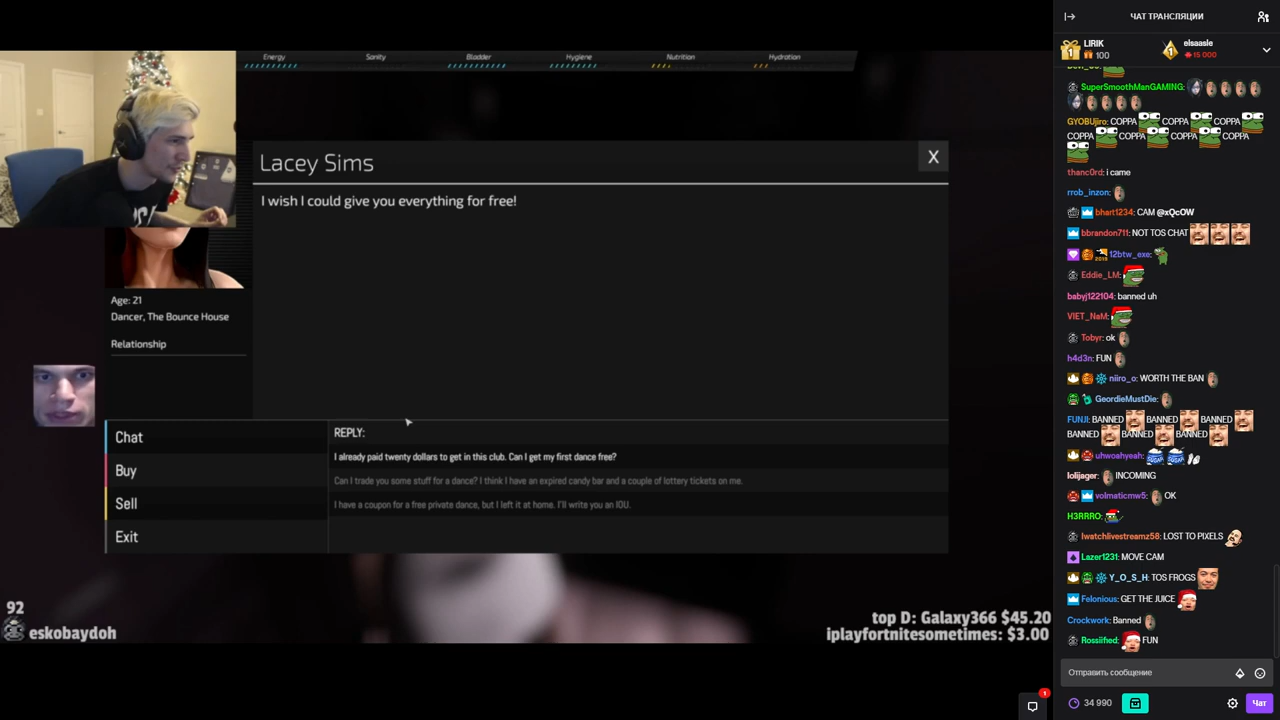 Energy
Sanity
Bladder
Hygiene
Nutrition
Hydration
Lacey Sims
X
I wish I could give you everything for free!
Age: 21
Dancer, The Bounce House
Relationship
Chat
Buy
Sell
Exit
REPLY:
I already paid twenty dollars to get in this club. Can I get my first dance free?
Can I trade you some stuff for a dance? I think I have an expired candy bar and a couple of lottery tickets on me.
I have a coupon for a free private dance, but I left it at home. I'll write you an IOU.
92
eskobaydoh
top D: Galaxy366 $45.20
iplayfortnitesometimes: $3.00
ЧАТ ТРАНСЛЯЦИИ
1
LIRIK
100
1
elsaasle
15 000
SuperSmoothManGAMING:
GYOBUjiro: COPPA COPPA COPPA
COPPA COPPA COPPA COPPA
thanc0rd: i came
rrob_inzon:
bhart1234: CAM @xQcOW
bbrandon711: NOT TOS CHAT
12btw_exe:
Eddie_LM:
babyj122104: banned uh
VIET_NaM:
Tobyr: ok
h4d3n: FUN
niiro_o: WORTH THE BAN
GeordieMustDie:
FUNJI: BANNED BANNED BANNED
BANNED BANNED BANNED
uhwoahyeah:
lolijager: INCOMING
volmaticmw5: OK
H3RRRO:
Iwatchlivestreamz58: LOST TO PIXELS
Lazer1231: MOVE CAM
Y_O_S_H: TOS FROGS
Felonious: GET THE JUICE
Crockwork: Banned
Rossified: FUN
Отправить сообщение
1
34 990
Чат